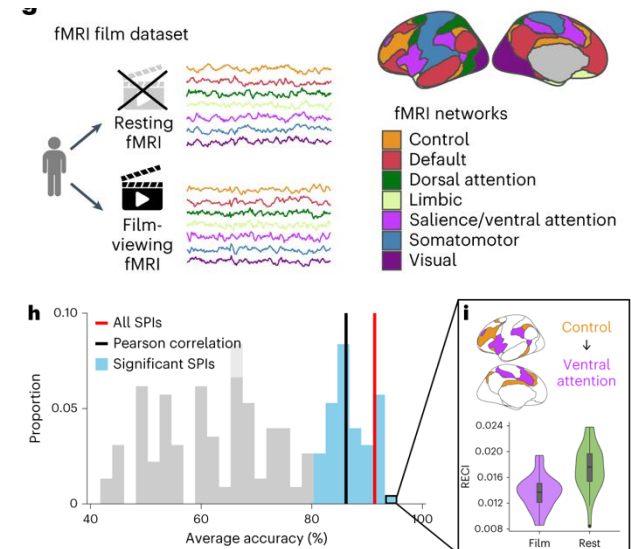 g
fMRI film dataset
Resting
fMRI
Film-
viewing
fMRI
fMRI networks
Control
Default
Dorsal attention
Limbic
Salience/ventral attention
Somatomotor
Visual
h
0.10
0.05
0
Proportion
All SPIs
Pearson correlation
Significant SPIs
40
60
80
100
Average accuracy (%)
i
Control
↓
Ventral
attention
0.024
0.020
0.016
0.012
0.008
RECI
Film
Rest